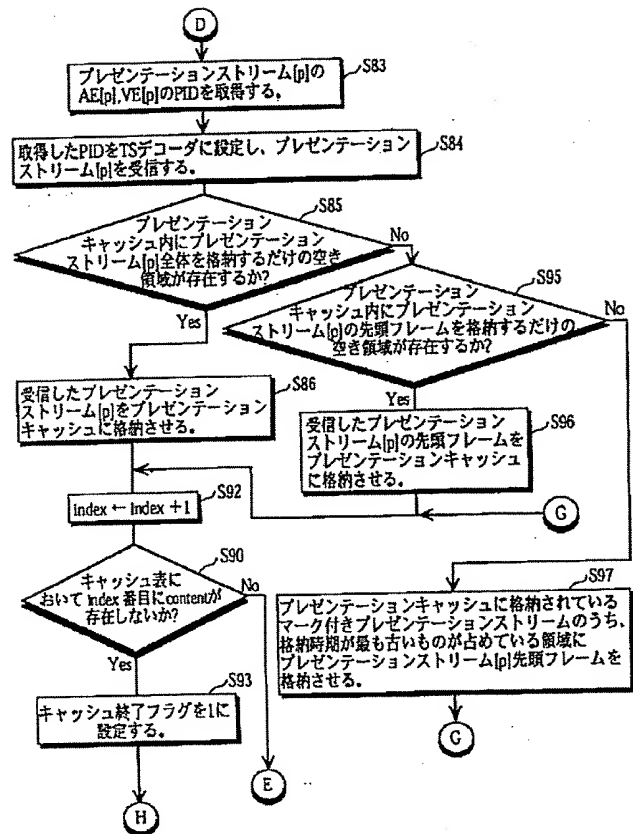 D
S83
プレゼンテーションストリーム[p]の
AE[p],VE[p]のPIDを取得する。
S84
取得したPIDをTSデコーダに設定し、プレゼンテーション
ストリーム[p]を受信する。
S85
プレゼンテーション
キャッシュ内にプレゼンテーション
ストリーム[p]全体を格納するだけの空き
領域が存在するか?
No
Yes
S95
プレゼンテーション
キャッシュ内にプレゼンテーション
ストリーム[p]の先頭フレームを格納するだけの
空き領域が存在するか?
No
Yes
S86
受信したプレゼンテーション
ストリーム[p]をプレゼンテーション
キャッシュに格納させる。
S96
受信したプレゼンテーション
ストリーム[p]の先頭フレームを
プレゼンテーションキャッシュ
に格納させる。
S92
index ← index +1
G
S90
キャッシュ表に
おいて index 番目にcontentが
存在しないか?
No
Yes
S97
プレゼンテーションキャッシュに格納されている
マーク付きプレゼンテーションストリームのうち、
格納時期が最も古いものが占めている領域に
プレゼンテーションストリーム[p]先頭フレームを
格納させる。
S93
キャッシュ終了フラグを1に
設定する。
G
E
H